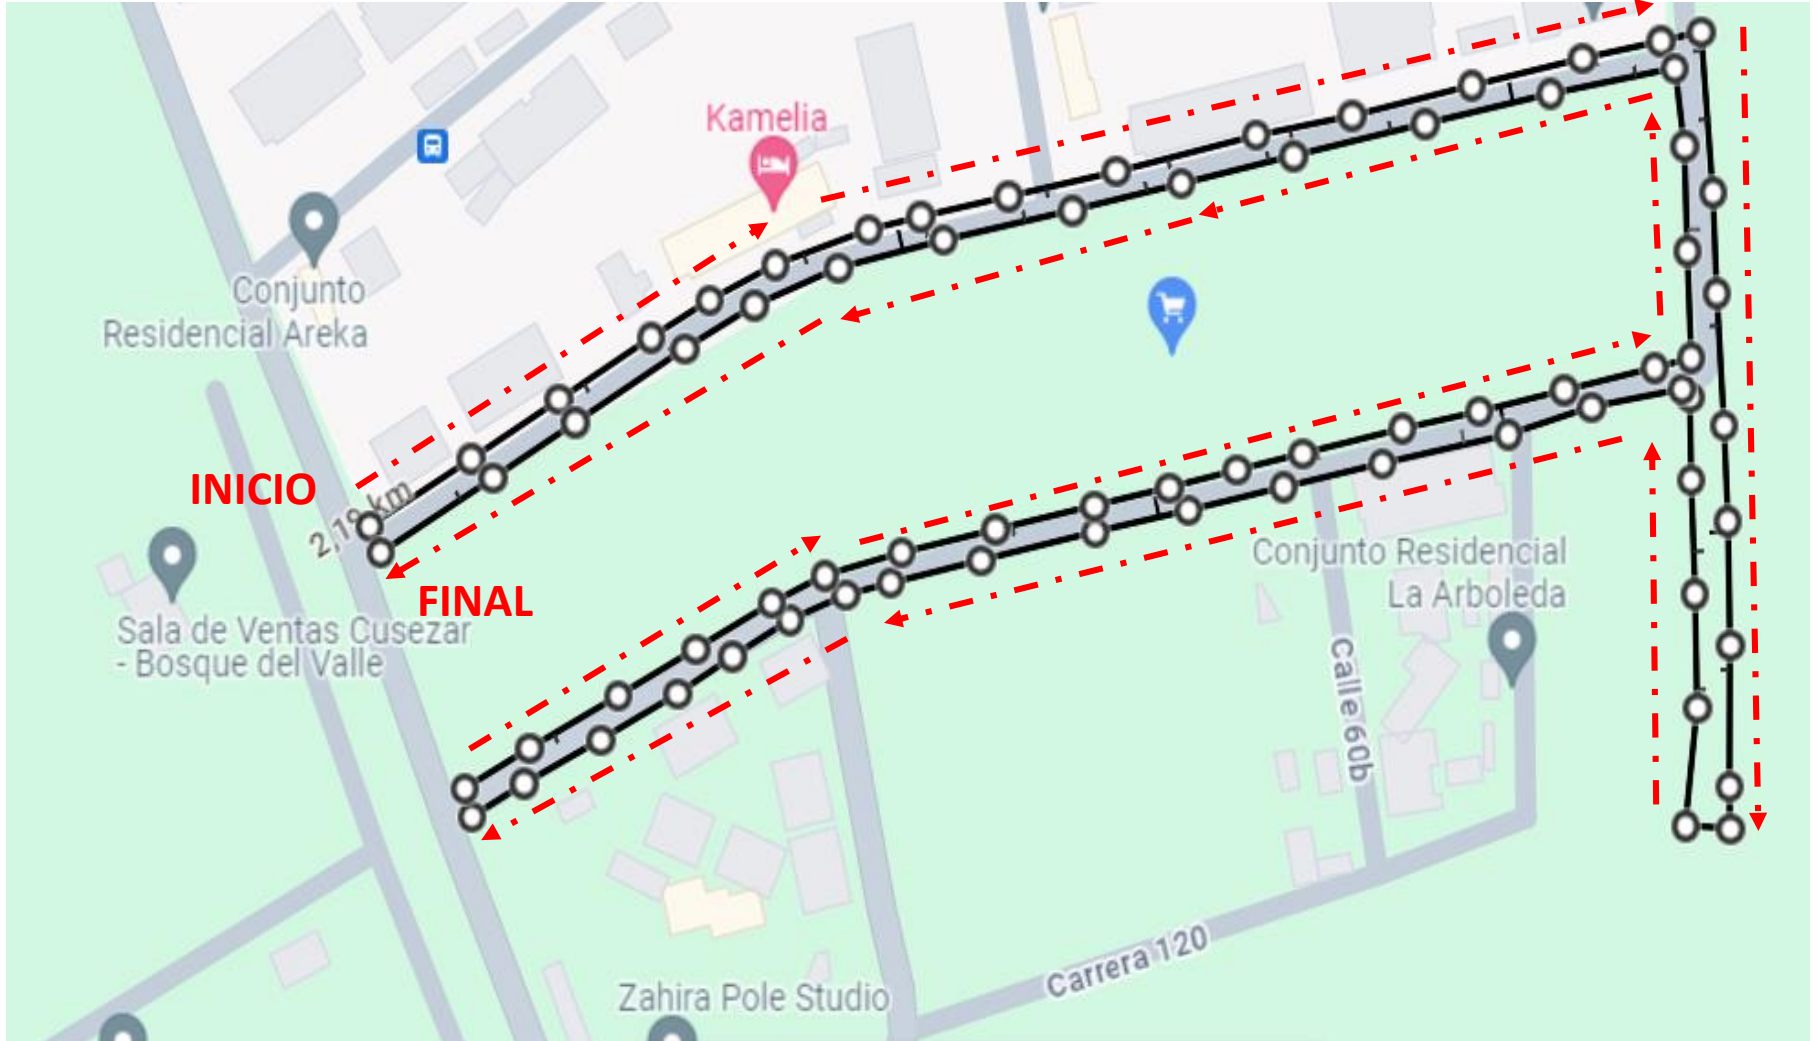 Kamelia
Conjunto
Residencial Areka
INICIO
2,19 km
FINAL
Sala de Ventas Cusezar
- Bosque del Valle
Conjunto Residencial
La Arboleda
Calle 60b
Carrera 120
Zahira Pole Studio